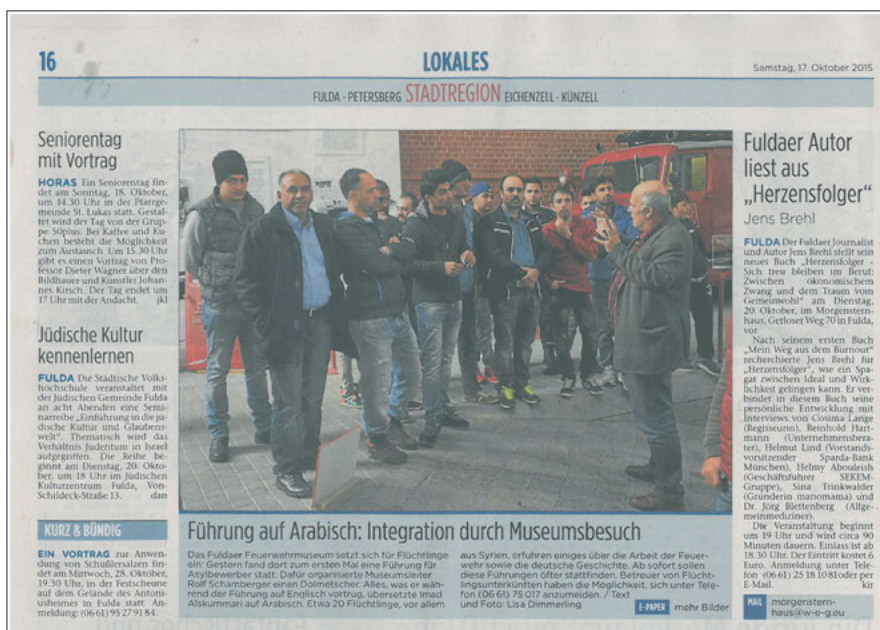 16
LOKALES
Samstag, 17. Oktober 2015
FULDA · PETERSBERG STADTREGION EICHENZELL · KÜNZELL
Seniorentag
mit Vortrag
HORAS Ein Seniorentag fin-
det am Sonntag, 18. Oktober,
um 14.30 Uhr in der Pfarrge-
meinde St. Lukas statt. Gestal-
tet wird der Tag von der Grup-
pe 50plus. Bei Kaffee und Ku-
chen besteht die Möglichkeit
zum Austausch. Um 15.30 Uhr
gibt es einen Vortrag von Pro-
fessor Dieter Wagner über den
Bildhauer und Künstler Johan-
nes Kirsch. Der Tag endet um
17 Uhr mit der Andacht. jkl
Jüdische Kultur
kennenlernen
FULDA Die Städtische Volks-
hochschule veranstaltet mit
der Jüdischen Gemeinde Fulda
an acht Abenden eine Semi-
narreihe „Einführung in die jü-
dische Kultur und Glaubens-
welt“. Thematisch wird das
Verhältnis Judentum in Israel
aufgegriffen. Die Reihe be-
ginnt am Dienstag, 20. Okto-
ber, um 18 Uhr im Jüdischen
Kulturzentrum Fulda, Von-
Schildeck-Straße 13. dan
KURZ & BÜNDIG
EIN VORTRAG zur Anwen-
dung von Schüßlersalzen fin-
det am Mittwoch, 28. Oktober,
19.30 Uhr, in der Festscheune
auf dem Gelände des Antoni-
usheimes in Fulda statt. An-
meldung: (06 61) 95 27 91 84.
Führung auf Arabisch: Integration durch Museumsbesuch
Das Fuldaer Feuerwehrmuseum setzt sich für Flüchtlinge
ein: Gestern fand dort zum ersten Mal eine Führung für
Asylbewerber statt. Dafür organisierte Museumsleiter
Rolf Schamberger einen Dolmetscher. Alles, was er wäh-
rend der Führung auf Englisch vortrug, übersetzte Imad
Alskummari auf Arabisch. Etwa 20 Flüchtlinge, vor allem
aus Syrien, erfuhren einiges über die Arbeit der Feuer-
wehr sowie die deutsche Geschichte. Ab sofort sollen
diese Führungen öfter stattfinden. Betreuer von Flücht-
lingsunterkünften haben die Möglichkeit, sich unter Tele-
fon (06 61) 75 017 anzumelden. / Text
und Foto: Lisa Dimmerling
E-PAPER mehr Bilder
Fuldaer Autor
liest aus
„Herzensfolger“
Jens Brehl
FULDA Der Fuldaer Journalist
und Autor Jens Brehl stellt sein
neues Buch „Herzensfolger –
Sich treu bleiben im Beruf:
Zwischen ökonomischem
Zwang und dem Traum vom
Gemeinwohl“ am Dienstag,
20. Oktober, im Morgenstern-
haus, Gerloser Weg 70 in Fulda,
vor.
Nach seinem ersten Buch
„Mein Weg aus dem Burnout“
recherchierte Jens Brehl für
„Herzensfolger“, wie ein Spa-
gat zwischen Ideal und Wirk-
lichkeit gelingen kann. Er ver-
bindet in diesem Buch seine
persönliche Entwicklung mit
Interviews von Cosima Lange
(Regisseurin), Reinhold Hart-
mann (Unternehmensbera-
ter), Helmut Lind (Vorstands-
vorsitzender Sparda-Bank
München), Helmy Abouleish
(Geschäftsführer SEKEM-
Gruppe), Sina Trinkwalder
(Gründerin manomama) und
Dr. Jörg Blettenberg (Allge-
meinmediziner).
Die Veranstaltung beginnt
um 19 Uhr und wird circa 90
Minuten dauern. Einlass ist ab
18.30 Uhr. Der Eintritt kostet 6
Euro. Anmeldung unter Tele-
fon (06 61) 25 18 10 81 oder per
E-Mail. kir
MAIL morgenstern-
haus@w-e-g.eu